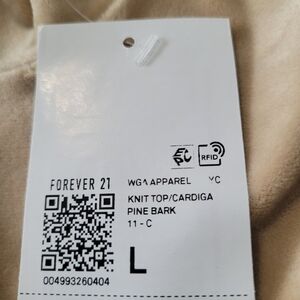 RFID
FOREVER 21
WGA APPAREL YC
KNIT TOP/CARDIGA
PINE BARK
11 - C
L
004993260404